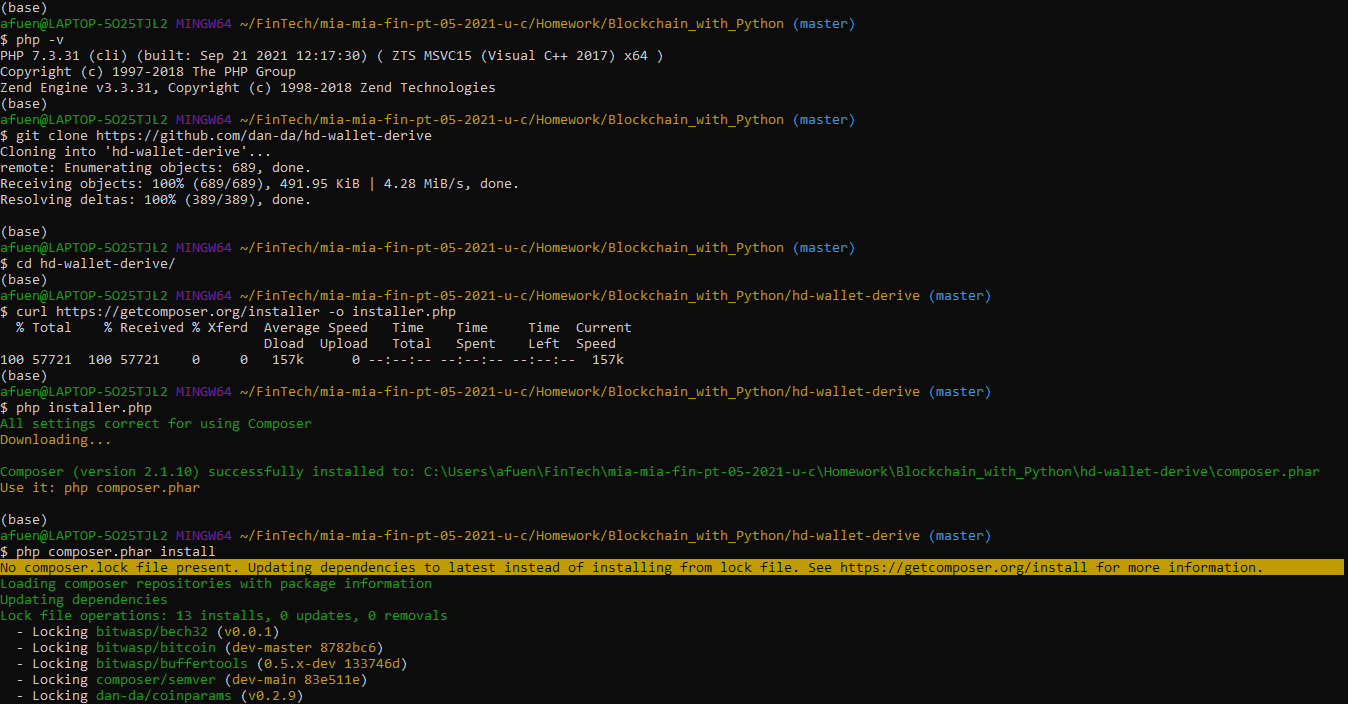 (base)
afuen@LAPTOP-5O25TJL2 MINGW64 ~/FinTech/mia-mia-fin-pt-05-2021-u-c/Homework/Blockchain_with_Python (master)
$ php -v
PHP 7.3.31 (cli) (built: Sep 21 2021 12:17:30) ( ZTS MSVC15 (Visual C++ 2017) x64 )
Copyright (c) 1997-2018 The PHP Group
Zend Engine v3.3.31, Copyright (c) 1998-2018 Zend Technologies
(base)
afuen@LAPTOP-5O25TJL2 MINGW64 ~/FinTech/mia-mia-fin-pt-05-2021-u-c/Homework/Blockchain_with_Python (master)
$ git clone https://github.com/dan-da/hd-wallet-derive
Cloning into 'hd-wallet-derive'...
remote: Enumerating objects: 689, done.
Receiving objects: 100% (689/689), 491.95 KiB | 4.28 MiB/s, done.
Resolving deltas: 100% (389/389), done.
(base)
afuen@LAPTOP-5O25TJL2 MINGW64 ~/FinTech/mia-mia-fin-pt-05-2021-u-c/Homework/Blockchain_with_Python (master)
$ cd hd-wallet-derive/
(base)
afuen@LAPTOP-5O25TJL2 MINGW64 ~/FinTech/mia-mia-fin-pt-05-2021-u-c/Homework/Blockchain_with_Python/hd-wallet-derive (master)
$ curl https://getcomposer.org/installer -o installer.php
  % Total    % Received % Xferd  Average Speed   Time    Time     Time  Current
                                 Dload  Upload   Total   Spent    Left  Speed
100 57721  100 57721    0     0   157k      0 --:--:-- --:--:-- --:--:--  157k
(base)
afuen@LAPTOP-5O25TJL2 MINGW64 ~/FinTech/mia-mia-fin-pt-05-2021-u-c/Homework/Blockchain_with_Python/hd-wallet-derive (master)
$ php installer.php
All settings correct for using Composer
Downloading...
Composer (version 2.1.10) successfully installed to: C:\Users\afuen\FinTech\mia-mia-fin-pt-05-2021-u-c\Homework\Blockchain_with_Python\hd-wallet-derive\composer.phar
Use it: php composer.phar
(base)
afuen@LAPTOP-5O25TJL2 MINGW64 ~/FinTech/mia-mia-fin-pt-05-2021-u-c/Homework/Blockchain_with_Python/hd-wallet-derive (master)
$ php composer.phar install
No composer.lock file present. Updating dependencies to latest instead of installing from lock file. See https://getcomposer.org/install for more information.
Loading composer repositories with package information
Updating dependencies
Lock file operations: 13 installs, 0 updates, 0 removals
  - Locking bitwasp/bech32 (v0.0.1)
  - Locking bitwasp/bitcoin (dev-master 8782bc6)
  - Locking bitwasp/buffertools (0.5.x-dev 133746d)
  - Locking composer/semver (dev-main 83e511e)
  - Locking dan-da/coinparams (v0.2.9)